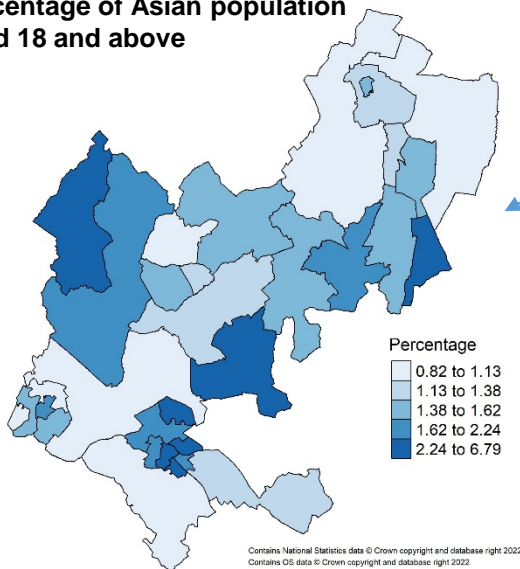 centage of Asian population
d 18 and above
Percentage
0.82 to 1.13
1.13 to 1.38
1.38 to 1.62
1.62 to 2.24
2.24 to 6.79
Contains National Statistics data © Crown copyright and database right 2022
Contains OS data © Crown copyright and database right 2022